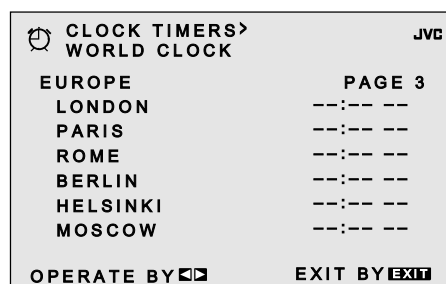 CLOCK TIMERS> JVC
WORLD CLOCK
EUROPE PAGE 3
LONDON --:-- --
PARIS --:-- --
ROME --:-- --
BERLIN --:-- --
HELSINKI --:-- --
MOSCOW --:-- --
OPERATE BY ◀▶ EXIT BY EXIT